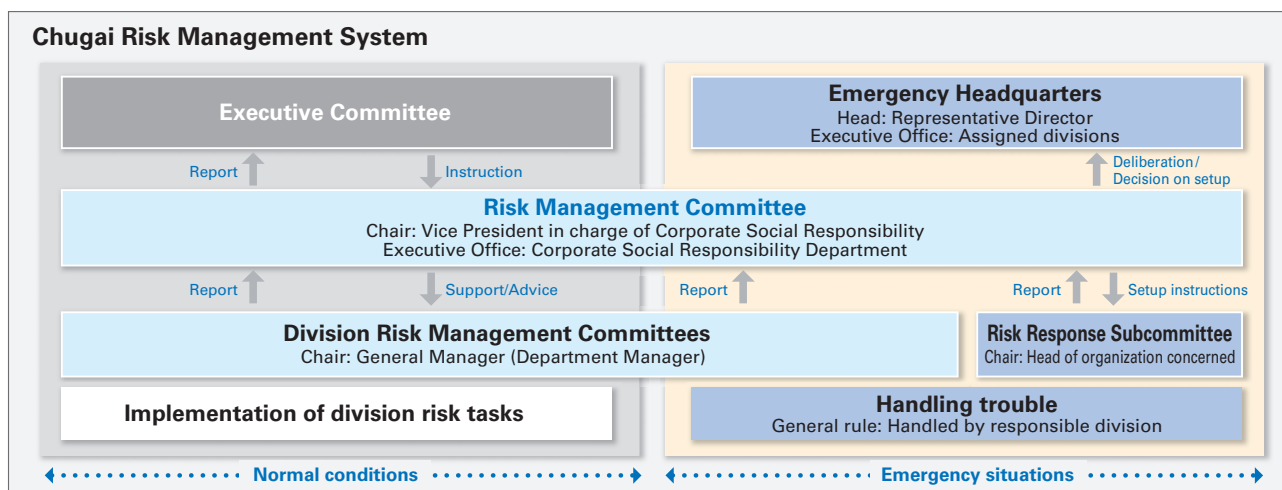 Chugai Risk Management System
Executive Committee
Emergency Headquarters
Head: Representative Director
Executive Office: Assigned divisions
Report
Instruction
Deliberation/
Decision on setup
Risk Management Committee
Chair: Vice President in charge of Corporate Social Responsibility
Executive Office: Corporate Social Responsibility Department
Report
Support/Advice
Report
Report
Setup instructions
Division Risk Management Committees
Chair: General Manager (Department Manager)
Risk Response Subcommittee
Chair: Head of organization concerned
Implementation of division risk tasks
Handling trouble
General rule: Handled by responsible division
Normal conditions
Emergency situations